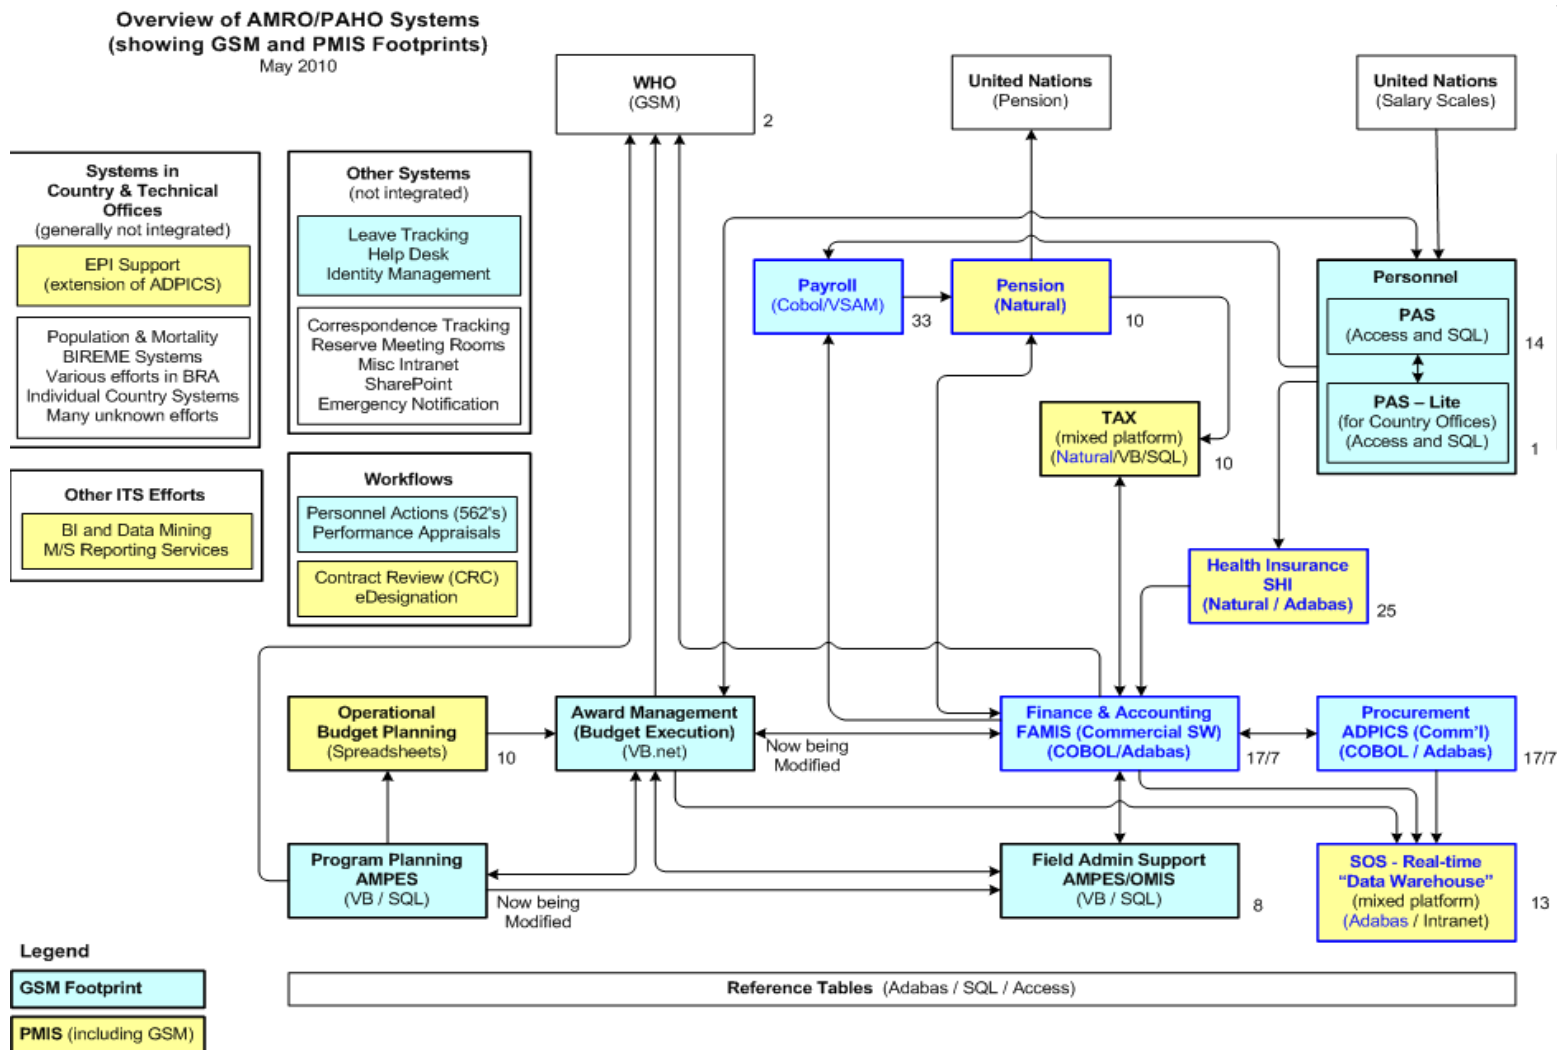 Overview of AMRO/PAHO Systems
(showing GSM and PMIS Footprints)
May 2010
WHO
(GSM)
2
United Nations
(Pension)
United Nations
(Salary Scales)
Systems in
Country & Technical
Offices
(generally not integrated)
EPI Support
(extension of ADPICS)
Population & Mortality
BIREME Systems
Various efforts in BRA
Individual Country Systems
Many unknown efforts
Other Systems
(not integrated)
Leave Tracking
Help Desk
Identity Management
Correspondence Tracking
Reserve Meeting Rooms
Misc Intranet
SharePoint
Emergency Notification
Payroll
(Cobol/VSAM)
33
Pension
(Natural)
10
Personnel
PAS
(Access and SQL)
14
PAS – Lite
(for Country Offices)
(Access and SQL)
1
TAX
(mixed platform)
(Natural/VB/SQL)
10
Other ITS Efforts
BI and Data Mining
M/S Reporting Services
Workflows
Personnel Actions (562's)
Performance Appraisals
Contract Review (CRC)
eDesignation
Health Insurance
SHI
(Natural / Adabas)
25
Operational
Budget Planning
(Spreadsheets)
10
Award Management
(Budget Execution)
(VB.net)
Now being
Modified
Finance & Accounting
FAMIS (Commercial SW)
(COBOL/Adabas)
17/7
Procurement
ADPICS (Comm'l)
(COBOL / Adabas)
17/7
Program Planning
AMPES
(VB / SQL)
Now being
Modified
Field Admin Support
AMPES/OMIS
(VB / SQL)
8
SOS - Real-time
“Data Warehouse”
(mixed platform)
(Adabas / Intranet)
13
Legend
GSM Footprint
PMIS (including GSM)
Reference Tables (Adabas / SQL / Access)